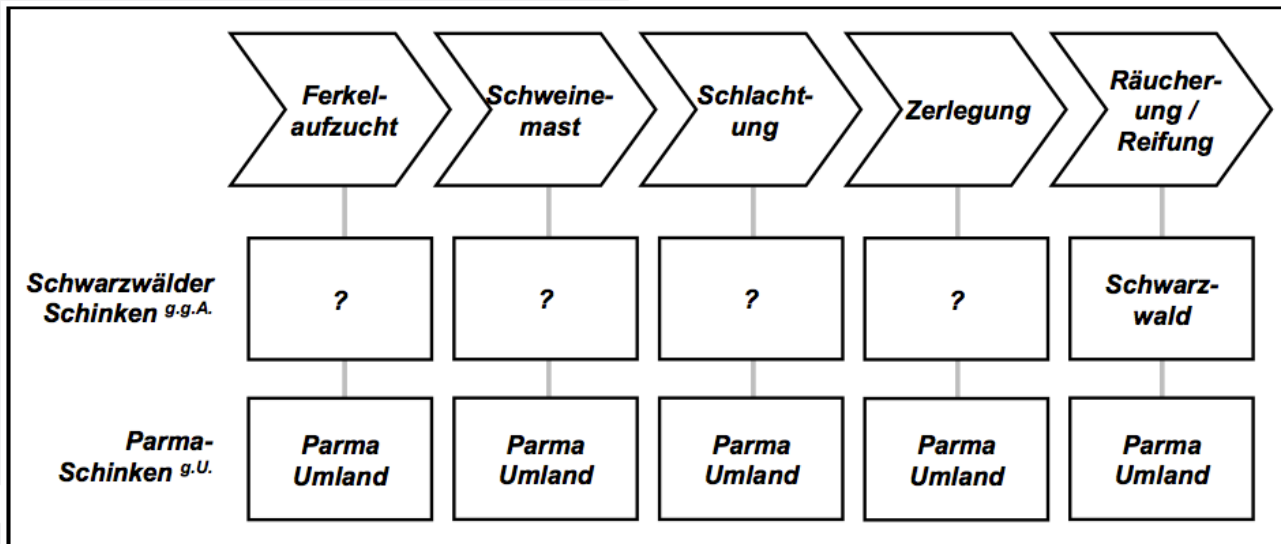 Ferkel-
aufzucht
Schweine-
mast
Schlacht-
ung
Zerlegung
Räucher-
ung /
Reifung
Schwarzwälder
Schinken g.g.A.
?
?
?
?
Schwarz-
wald
Parma-
Schinken g.U.
Parma
Umland
Parma
Umland
Parma
Umland
Parma
Umland
Parma
Umland